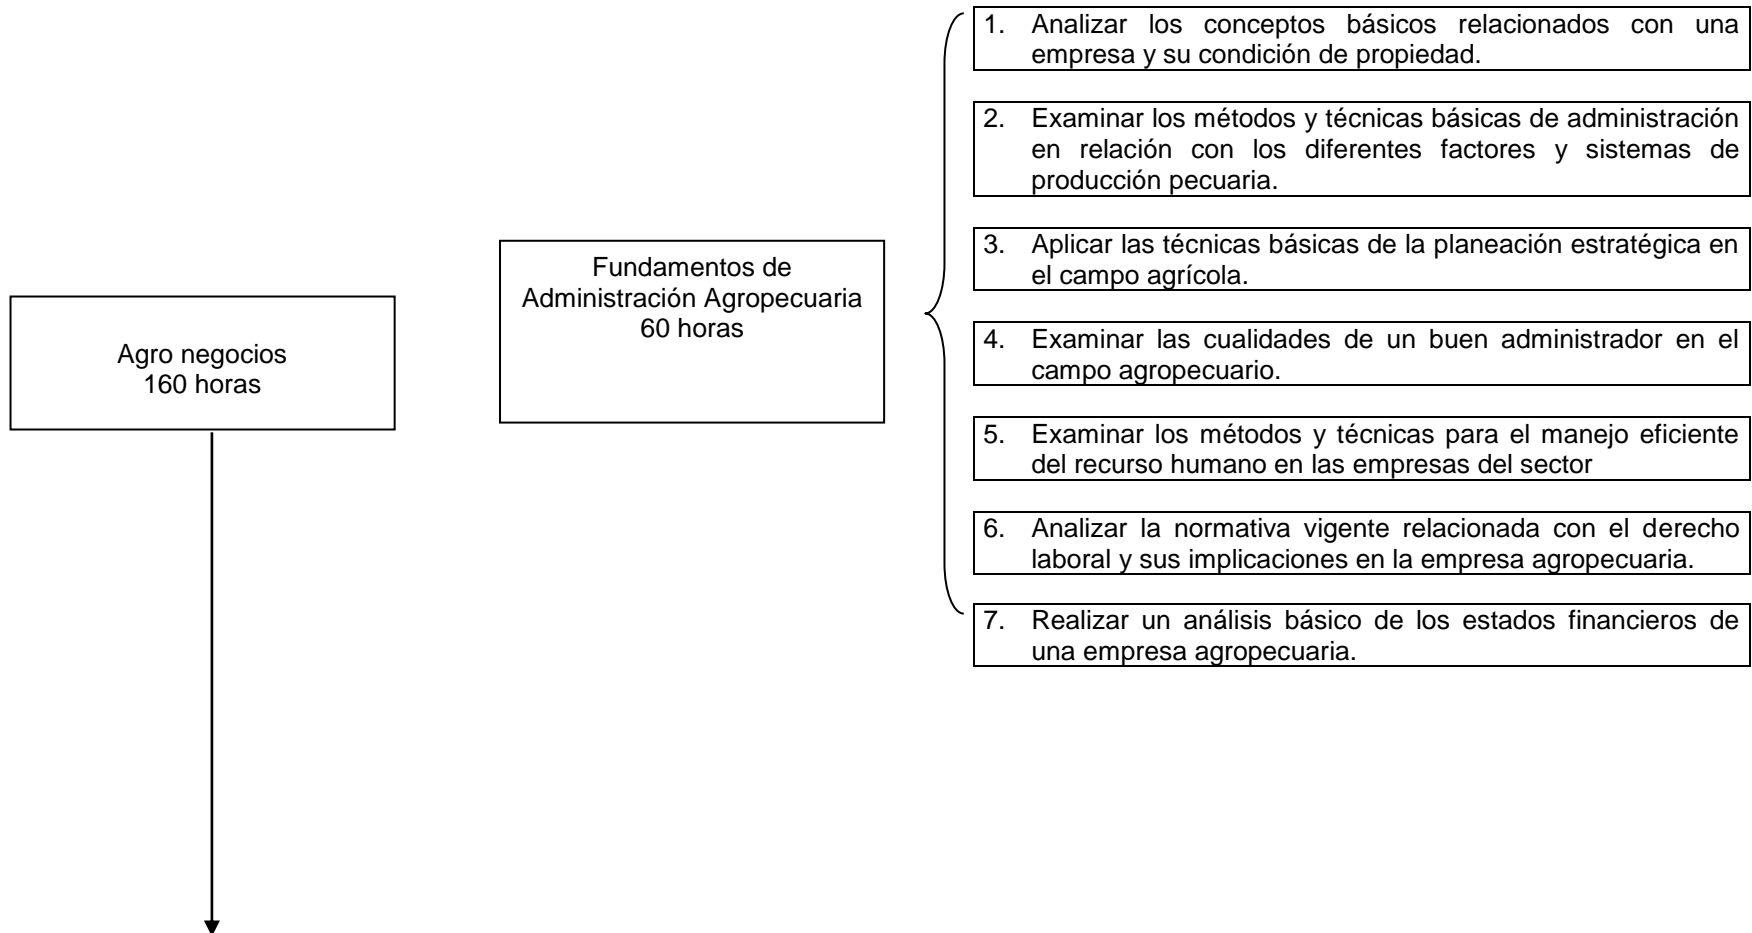 Agro negocios
160 horas
Fundamentos de
Administración Agropecuaria
60 horas
1. Analizar los conceptos básicos relacionados con una
empresa y su condición de propiedad.
2. Examinar los métodos y técnicas básicas de administración
en relación con los diferentes factores y sistemas de
producción pecuaria.
3. Aplicar las técnicas básicas de la planeación estratégica en
el campo agrícola.
4. Examinar las cualidades de un buen administrador en el
campo agropecuario.
5. Examinar los métodos y técnicas para el manejo eficiente
del recurso humano en las empresas del sector
6. Analizar la normativa vigente relacionada con el derecho
laboral y sus implicaciones en la empresa agropecuaria.
7. Realizar un análisis básico de los estados financieros de
una empresa agropecuaria.